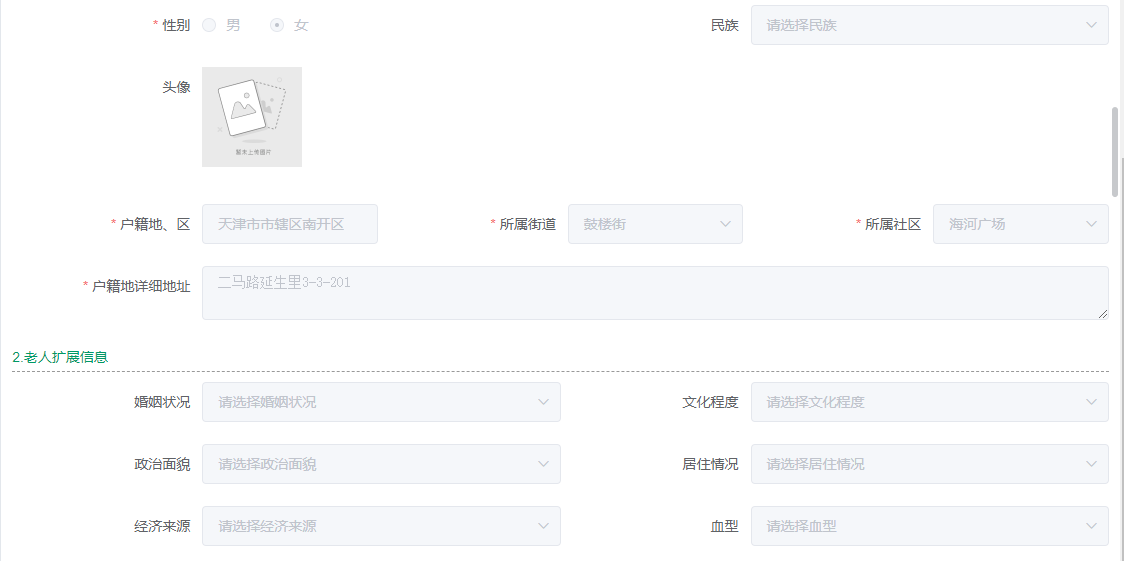 * 性别 男 女 民族 请选择民族
头像
暂未上传图片
* 户籍地、区 天津市市辖区南开区 * 所属街道 鼓楼街 * 所属社区 海河广场
* 户籍地详细地址 二马路延生里3-3-201
2.老人扩展信息
婚姻状况 请选择婚姻状况 文化程度 请选择文化程度
政治面貌 请选择政治面貌 居住情况 请选择居住情况
经济来源 请选择经济来源 血型 请选择血型